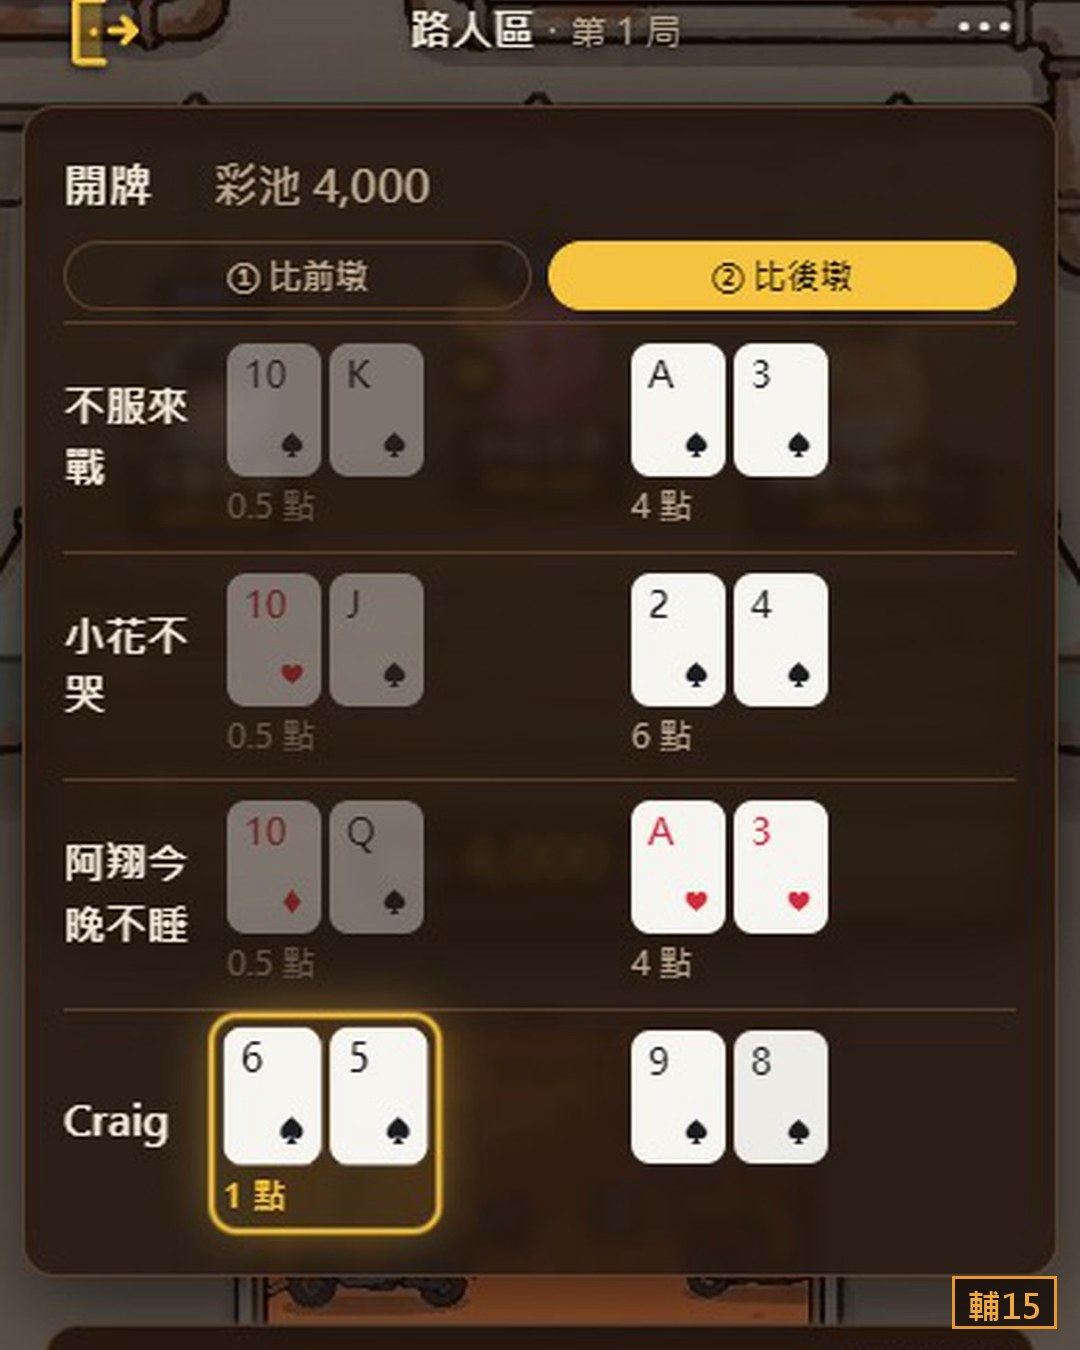 路人區 · 第 1 局
開牌 彩池 4,000
① 比前墩 ② 比後墩
不服來戰
10 K A 3
0.5 點 4 點
小花不哭
10 J 2 4
0.5 點 6 點
阿翔今晚不睡
10 Q A 3
0.5 點 4 點
Craig
6 5 9 8
1 點
輔15